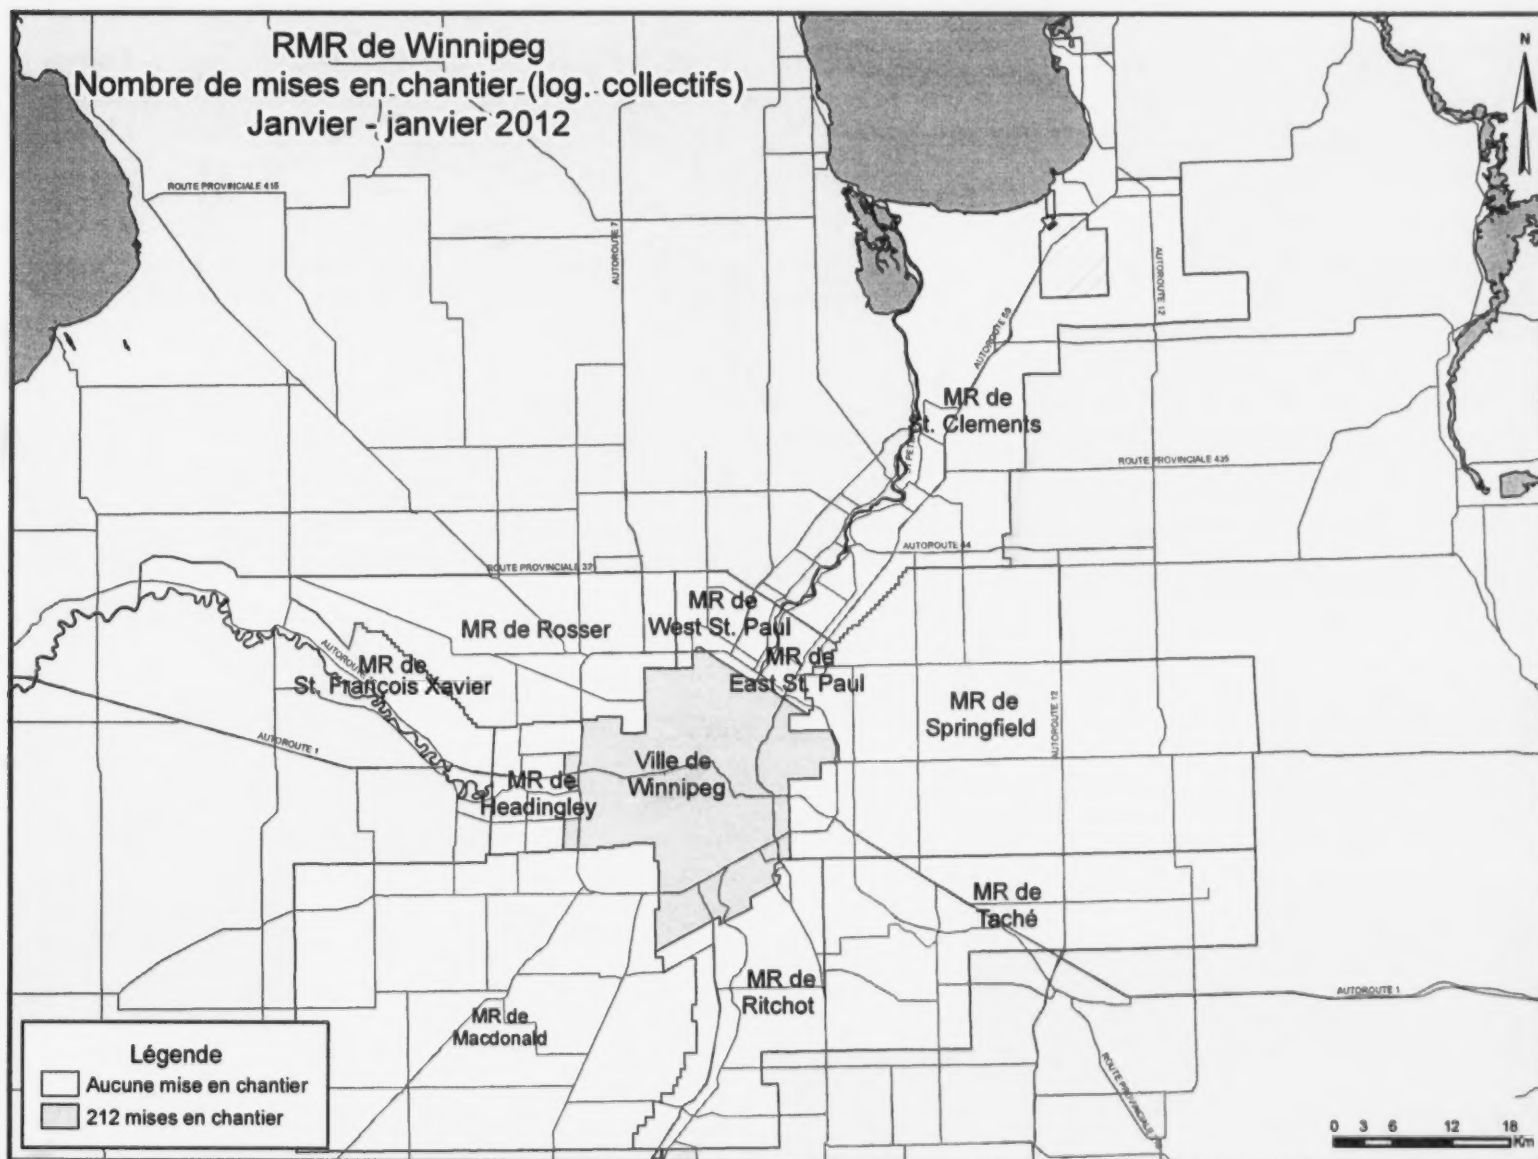 RMR de Winnipeg
Nombre de mises en chantier (log. collectifs)
Janvier - janvier 2012
N
ROUTE PROVINCIALE 415
AUTOROUTE 7
AUTOROUTE 12
AUTOROUTE 59
MR de
St. Clements
ROUTE PROVINCIALE 435
AUTOROUTE 44
MR de
West St. Paul
MR de Rosser
MR de
St. François Xavier
MR de
East St. Paul
MR de
Springfield
AUTOROUTE 12
AUTOROUTE 1
Ville de
Winnipeg
MR de
Headingley
MR de
Taché
MR de
Ritchot
AUTOROUTE 1
MR de
Macdonald
Légende
Aucune mise en chantier
212 mises en chantier
ROUTE PROVINCIALE
0 3 6 12 18
Km